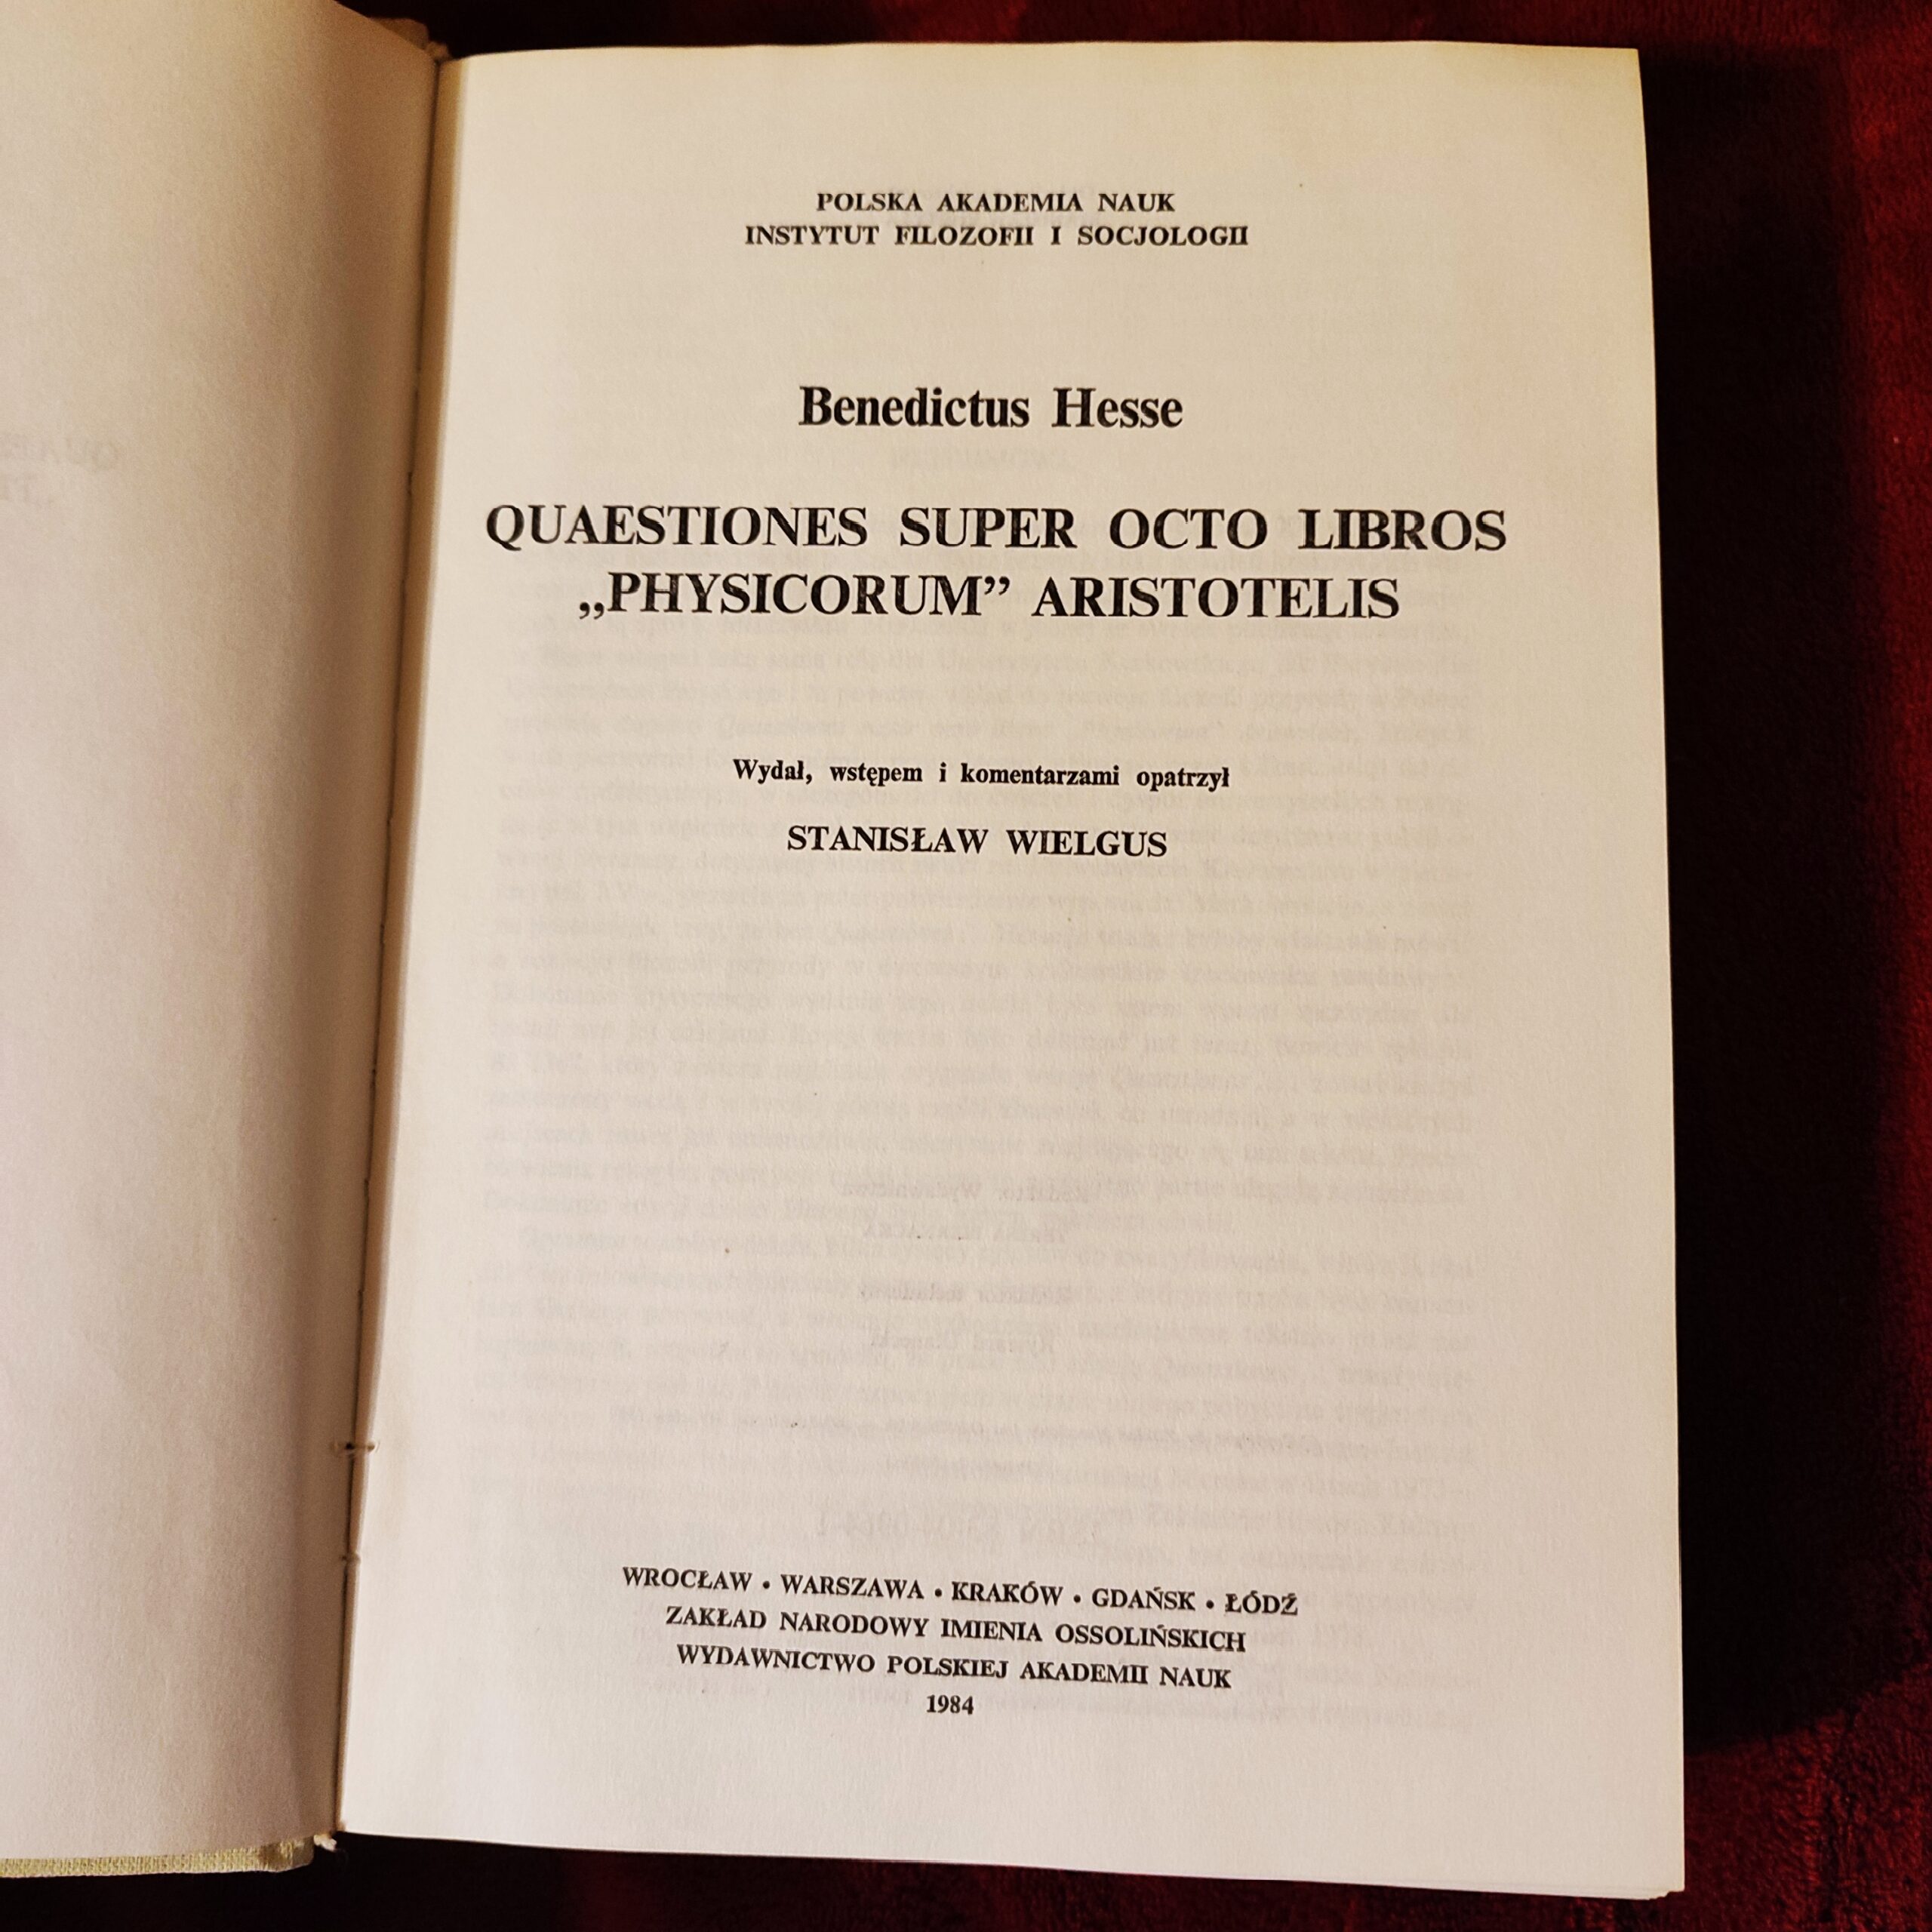 POLSKA AKADEMIA NAUK
INSTYTUT FILOZOFII I SOCJOLOGII
Benedictus Hesse
QUAESTIONES SUPER OCTO LIBROS
„PHYSICORUM” ARISTOTELIS
Wydał, wstępem i komentarzami opatrzył
STANISŁAW WIELGUS
WROCŁAW • WARSZAWA • KRAKÓW • GDAŃSK • ŁÓDŹ
ZAKŁAD NARODOWY IMIENIA OSSOLIŃSKICH
WYDAWNICTWO POLSKIEJ AKADEMII NAUK
1984